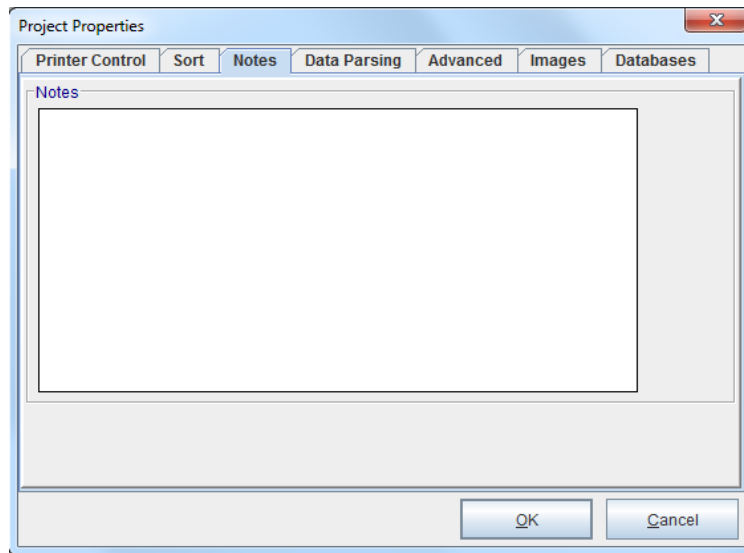 Project Properties
Printer Control Sort Notes Data Parsing Advanced Images Databases
Notes
OK Cancel